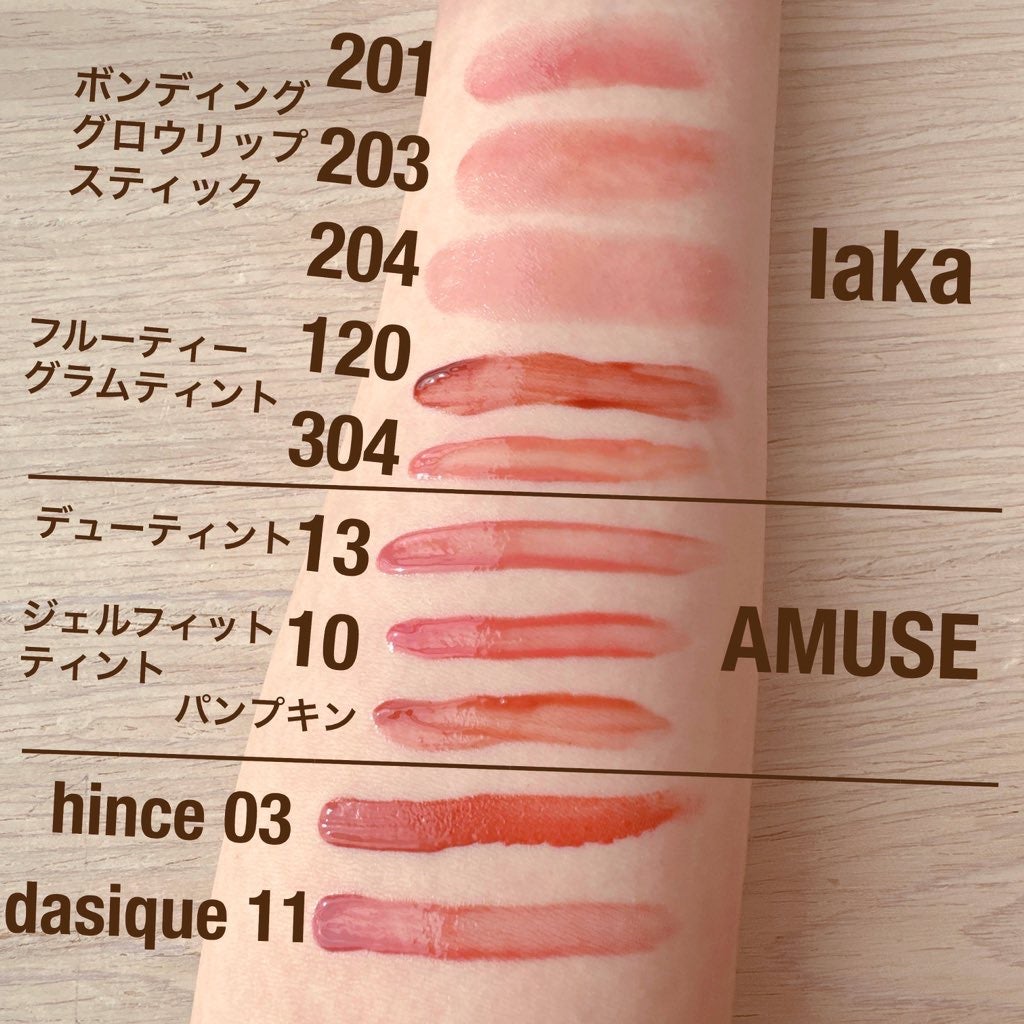 201
ボンディング
グロウリップ
スティック
203
204
laka
フルーティー
グラムティント
120
304
デューティント13
ジェルフィット
ティント
10
パンプキン
AMUSE
hince 03
dasique 11